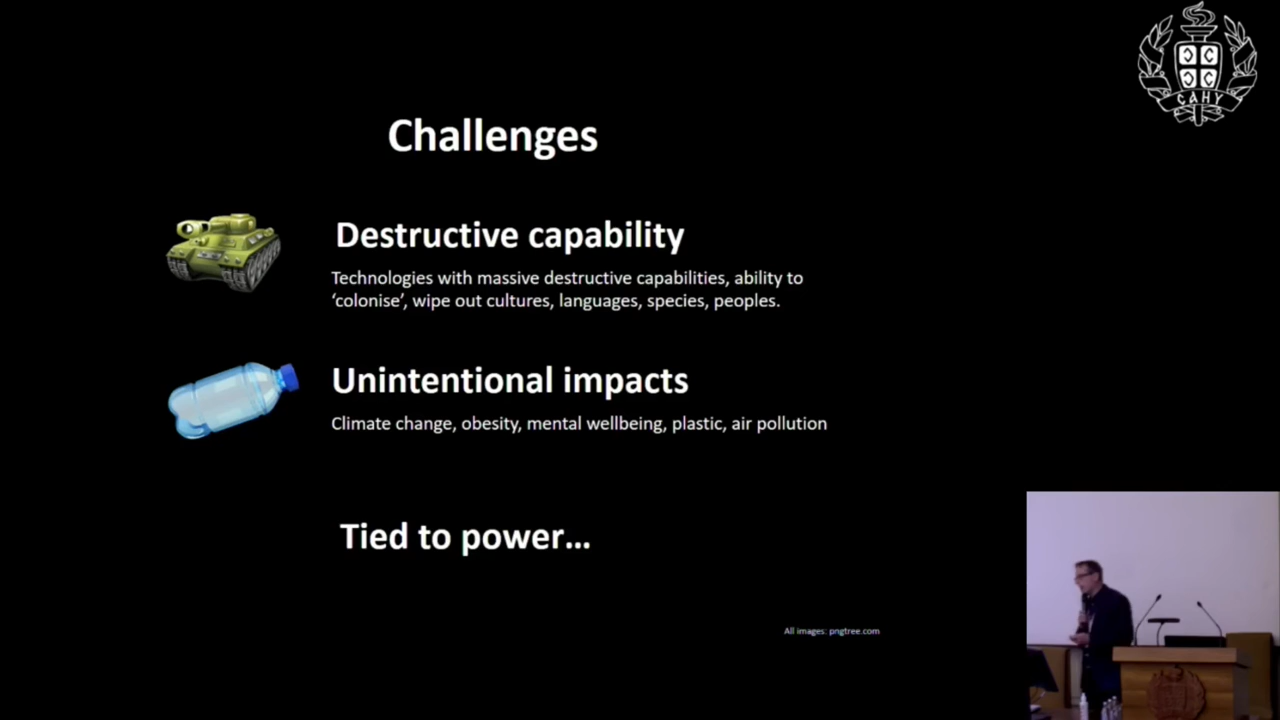 САНУ
Challenges
Destructive capability
Technologies with massive destructive capabilities, ability to
‘colonise’, wipe out cultures, languages, species, peoples.
Unintentional impacts
Climate change, obesity, mental wellbeing, plastic, air pollution
Tied to power…
All images: pngtree.com